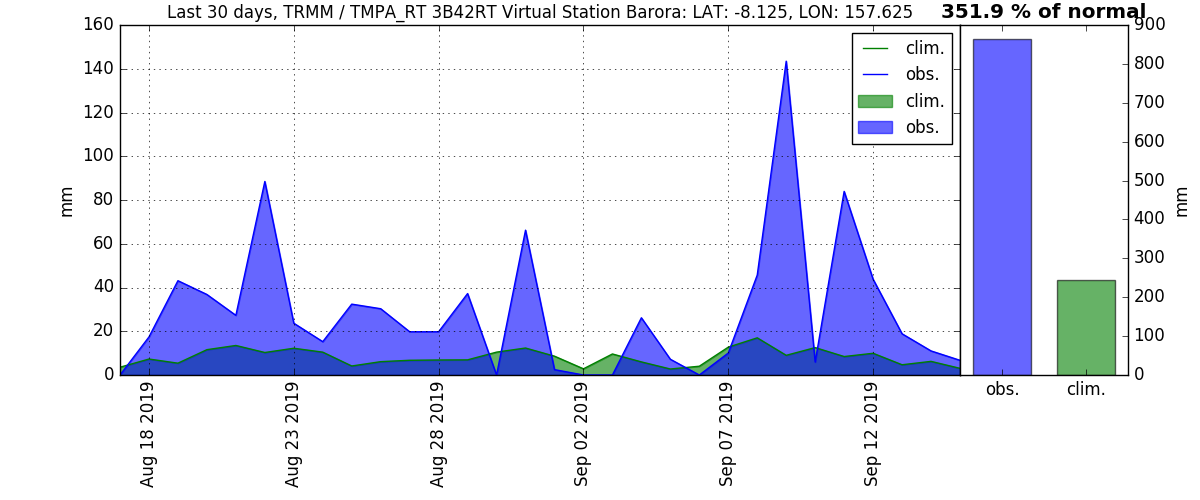 Last 30 days, TRMM / TMPA_RT 3B42RT Virtual Station Barora: LAT: -8.125, LON: 157.625
351.9 % of normal
160
140
120
100
80
60
40
20
0
mm
clim.
obs.
clim.
obs.
Aug 18 2019
Aug 23 2019
Aug 28 2019
Sep 02 2019
Sep 07 2019
Sep 12 2019
900
800
700
600
500
400
300
200
100
0
mm
obs.
clim.